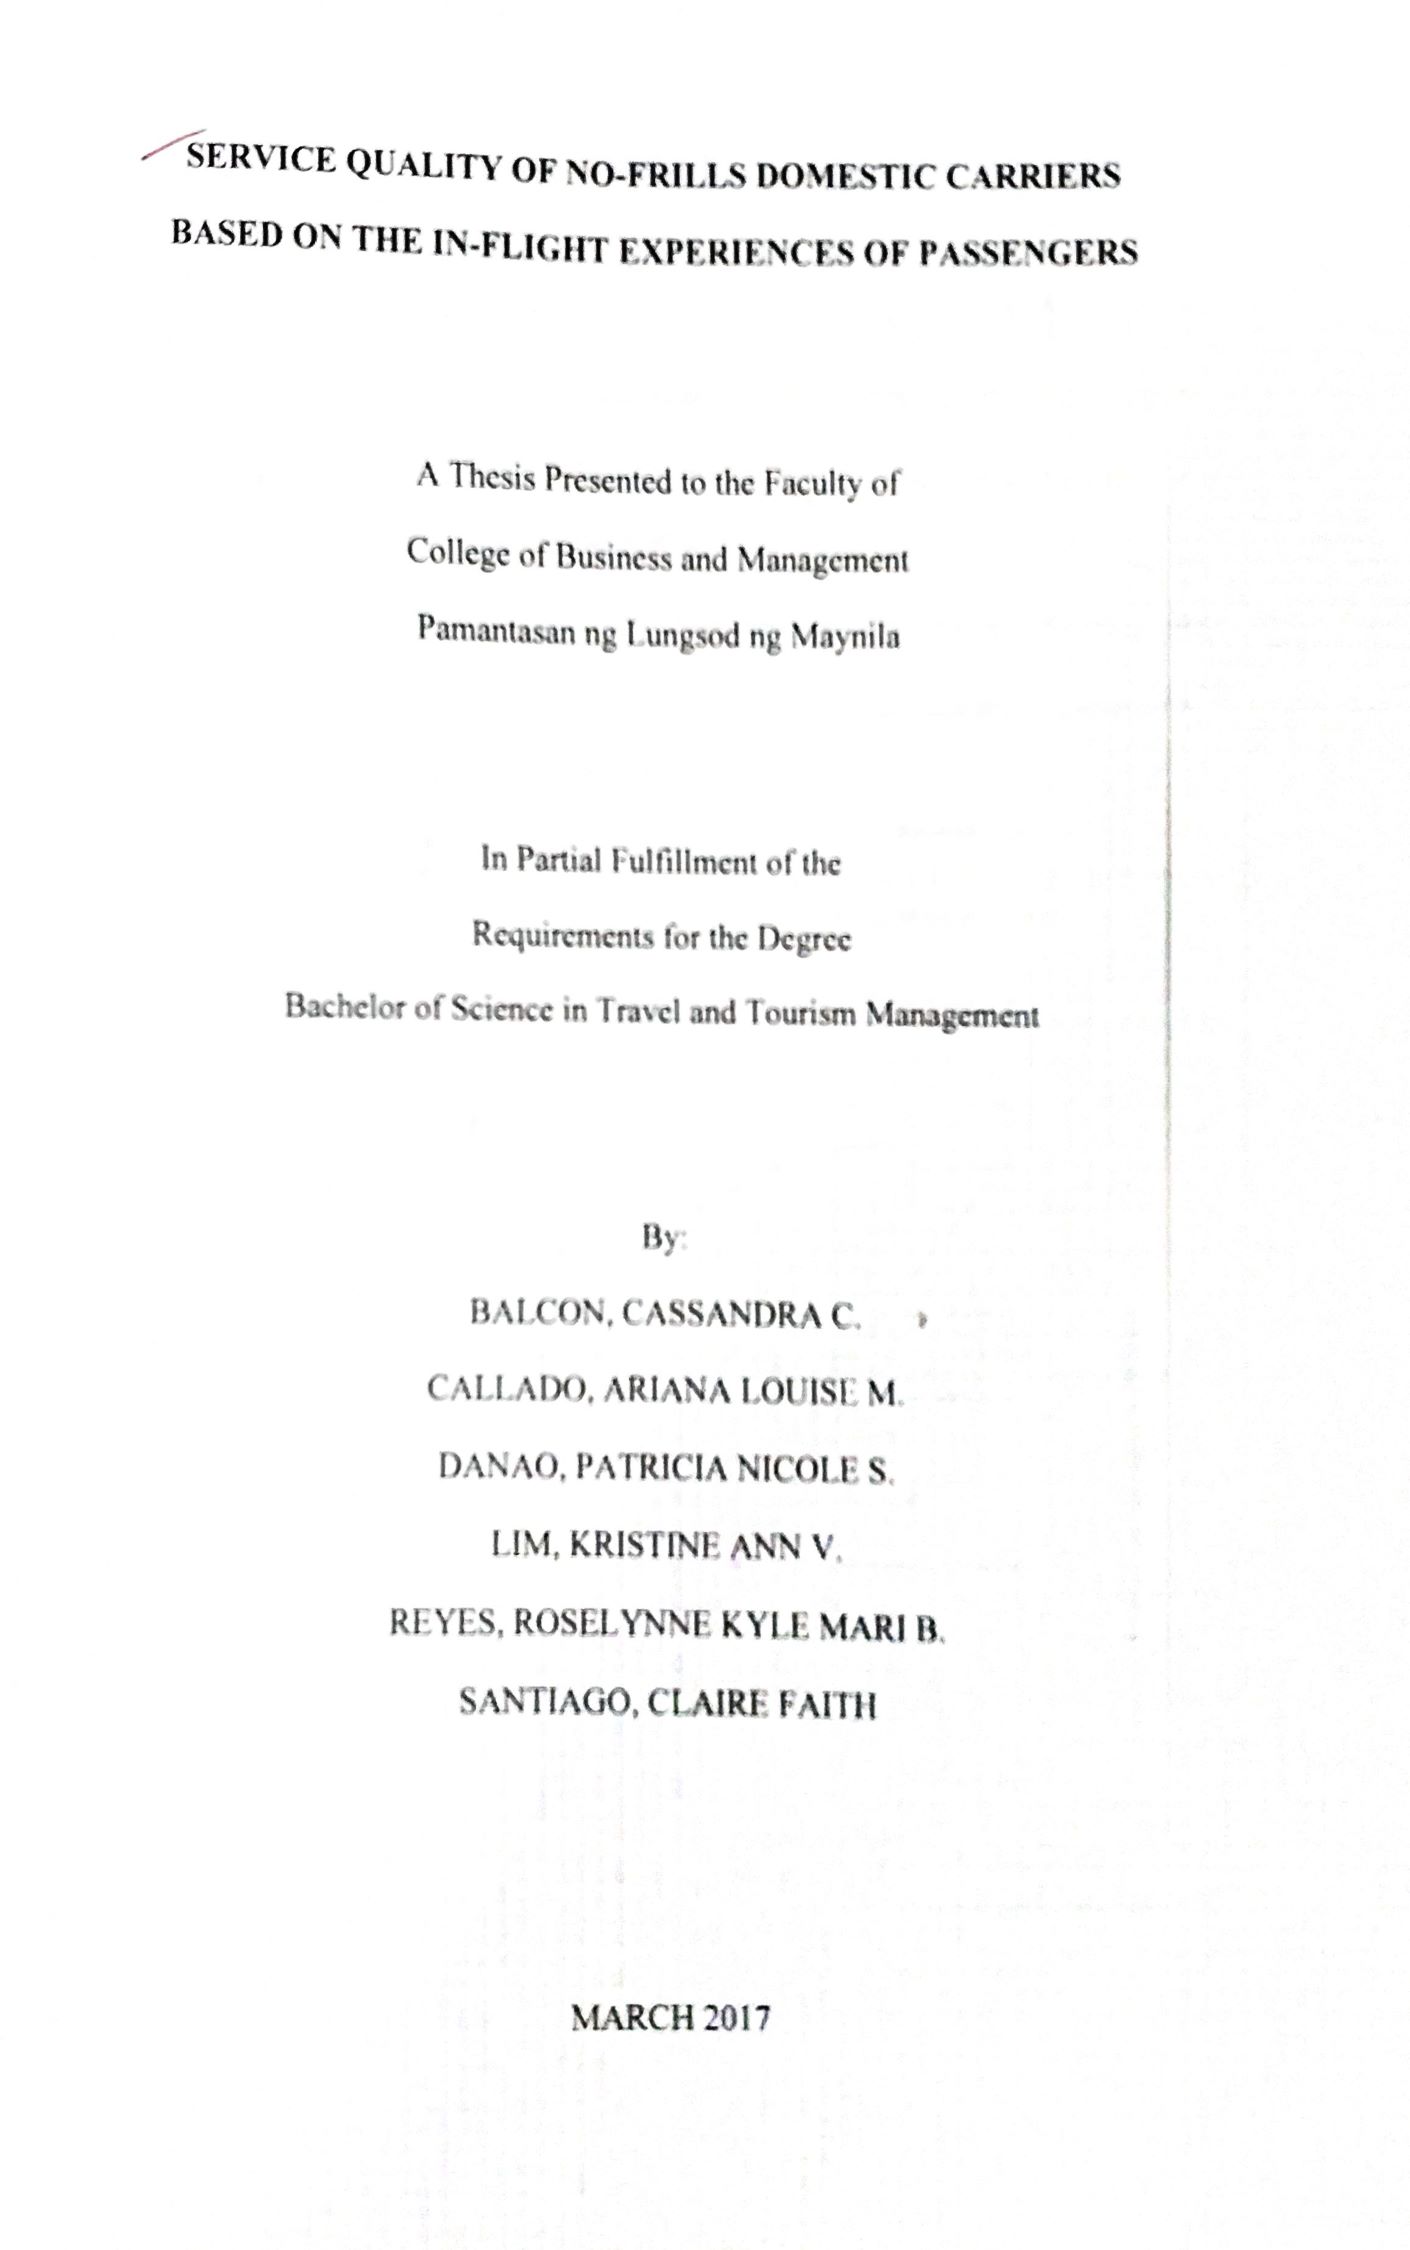 SERVICE QUALITY OF NO-FRILLS DOMESTIC CARRIERS
BASED ON THE IN-FLIGHT EXPERIENCES OF PASSENGERS
A Thesis Presented to the Faculty of
College of Business and Management
Pamantasan ng Lungsod ng Maynila
In Partial Fulfillment of the
Requirements for the Degree
Bachelor of Science in Travel and Tourism Management
By:
BALCON, CASSANDRA C.
CALLADO, ARIANA LOUISE M.
DANAO, PATRICIA NICOLE S.
LIM, KRISTINE ANN V.
REYES, ROSELYNNE KYLE MARI B.
SANTIAGO, CLAIRE FAITH
MARCH 2017